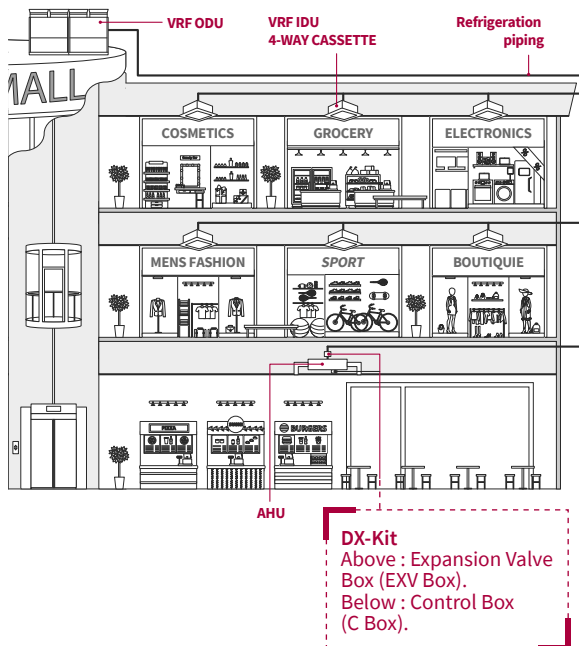 VRF ODU
VRF IDU
4-WAY CASSETTE
Refrigeration
piping
MALL
COSMETICS
GROCERY
ELECTRONICS
MENS FASHION
SPORT
BOUTIQUIE
PIZZA
BURGERS
AHU
DX-Kit
Above : Expansion Valve
Box (EXV Box).
Below : Control Box
(C Box).